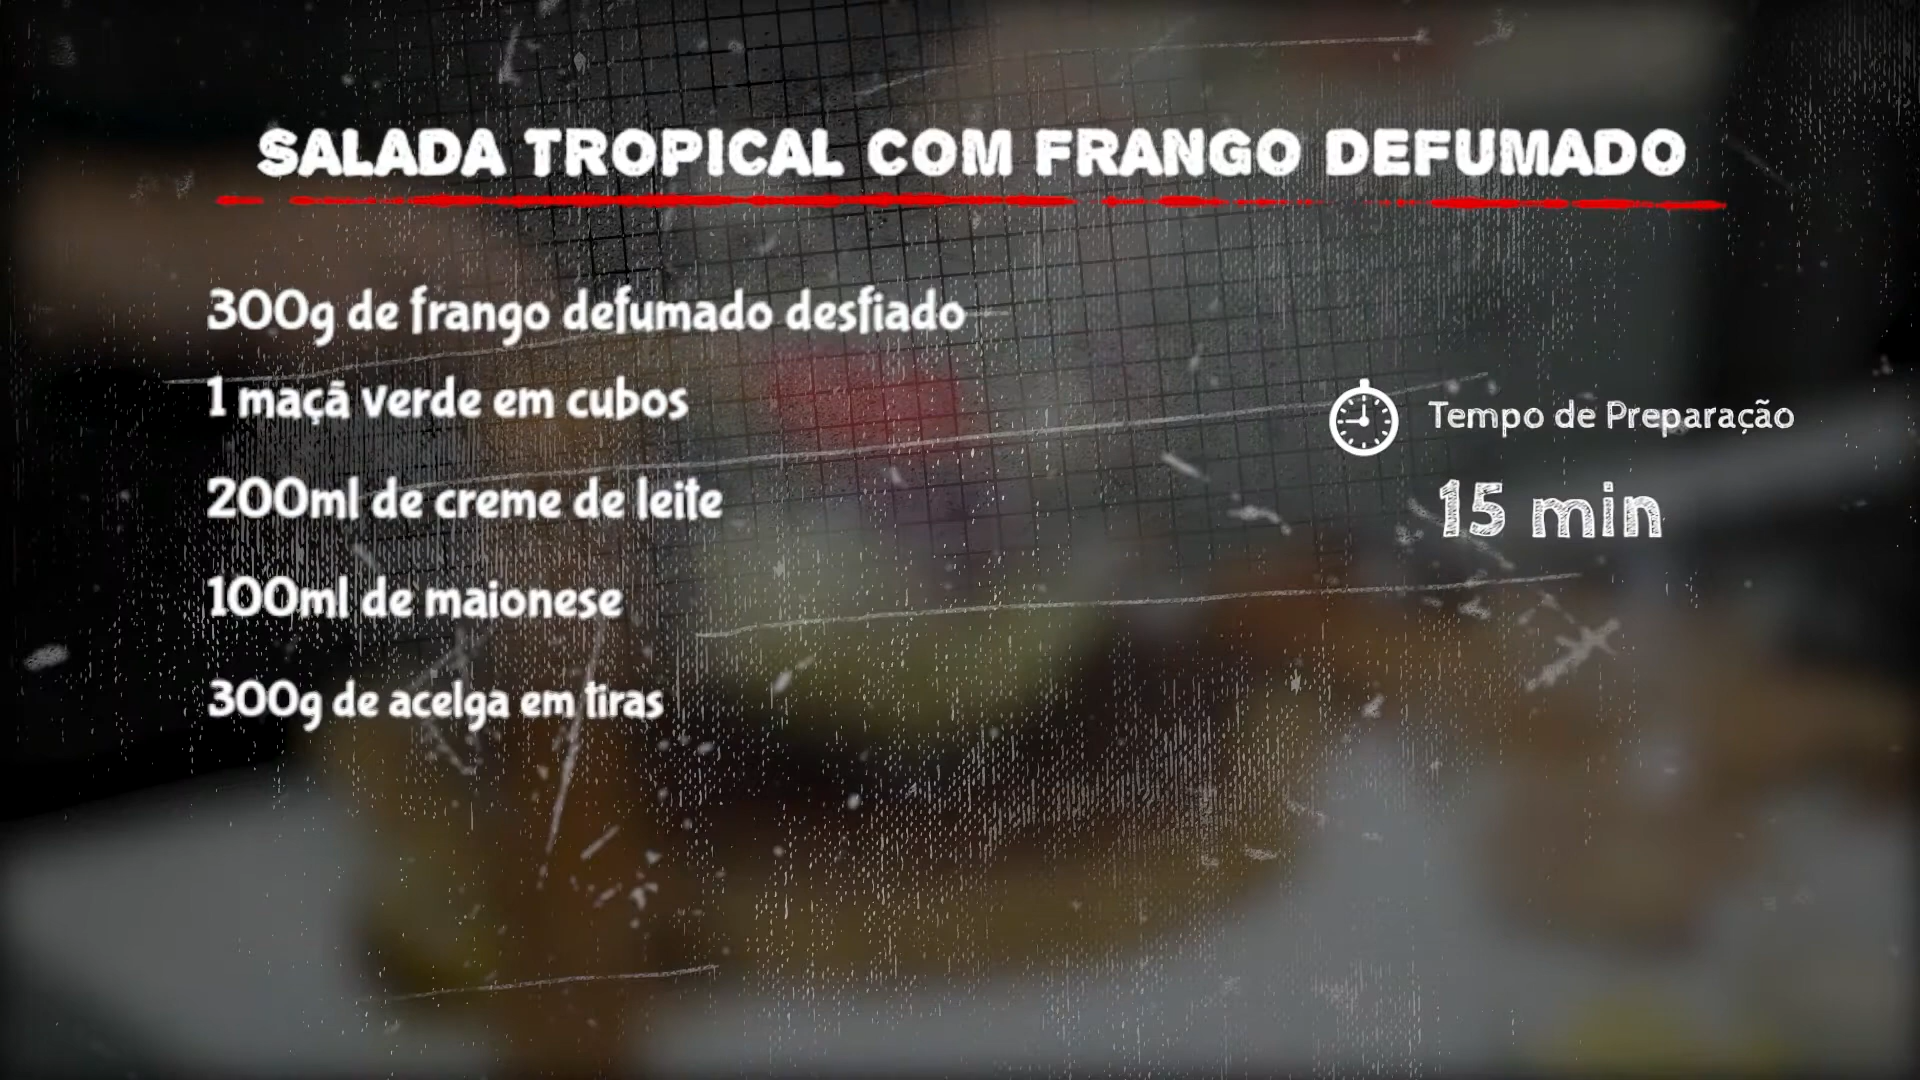 SALADA TROPICAL COM FRANGO DEFUMADO
300g de frango defumado desfiado
1 maçã verde em cubos
200ml de creme de leite
100ml de maionese
300g de acelga em tiras
Tempo de Preparação
15 min